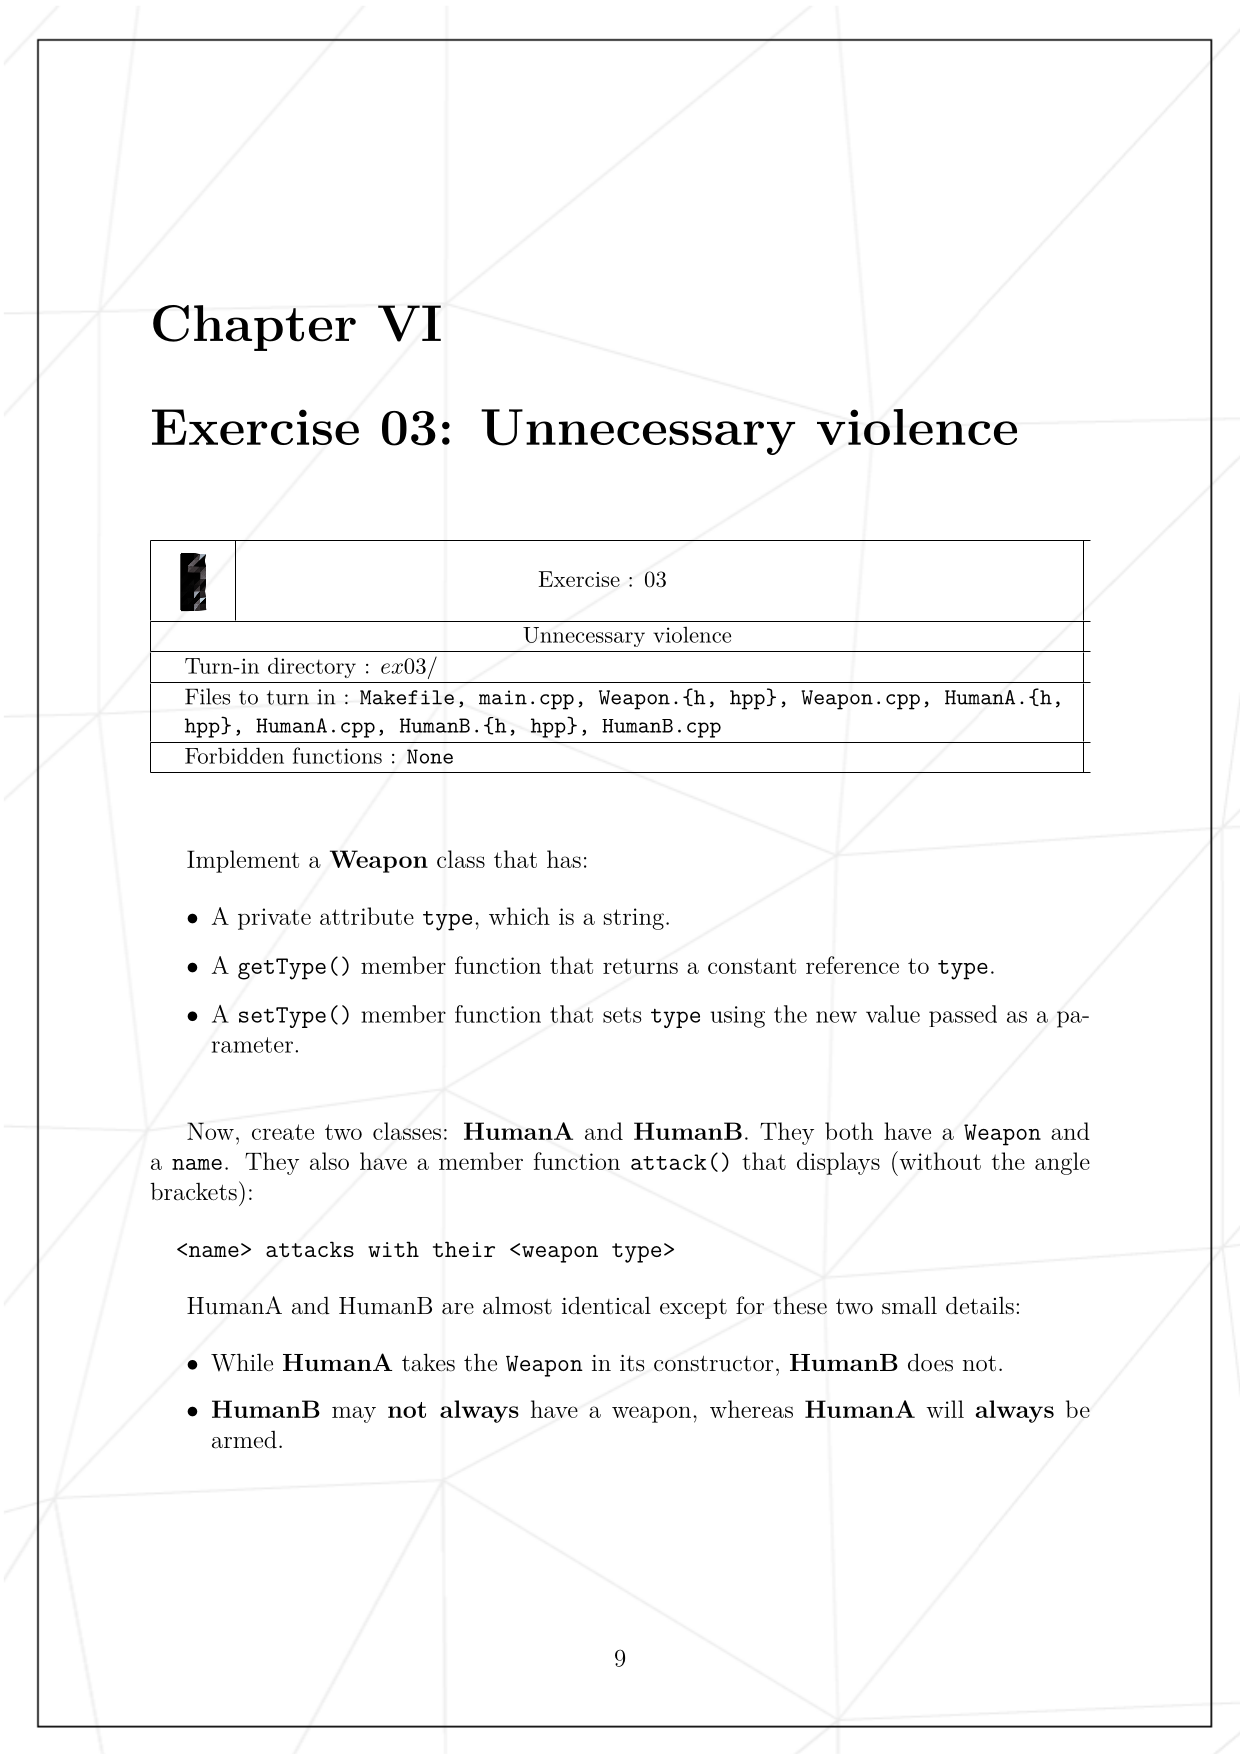 Chapter VI
Exercise 03: Unnecessary violence
Exercise : 03
Unnecessary violence
Turn-in directory : ex03/
Files to turn in : Makefile, main.cpp, Weapon.{h, hpp}, Weapon.cpp, HumanA.{h,
hpp}, HumanA.cpp, HumanB.{h, hpp}, HumanB.cpp
Forbidden functions : None
Implement a Weapon class that has:
• A private attribute type, which is a string.
• A getType() member function that returns a constant reference to type.
• A setType() member function that sets type using the new value passed as a pa-
rameter.
Now, create two classes: HumanA and HumanB. They both have a Weapon and
a name. They also have a member function attack() that displays (without the angle
brackets):
<name> attacks with their <weapon type>
HumanA and HumanB are almost identical except for these two small details:
• While HumanA takes the Weapon in its constructor, HumanB does not.
• HumanB may not always have a weapon, whereas HumanA will always be
armed.
9